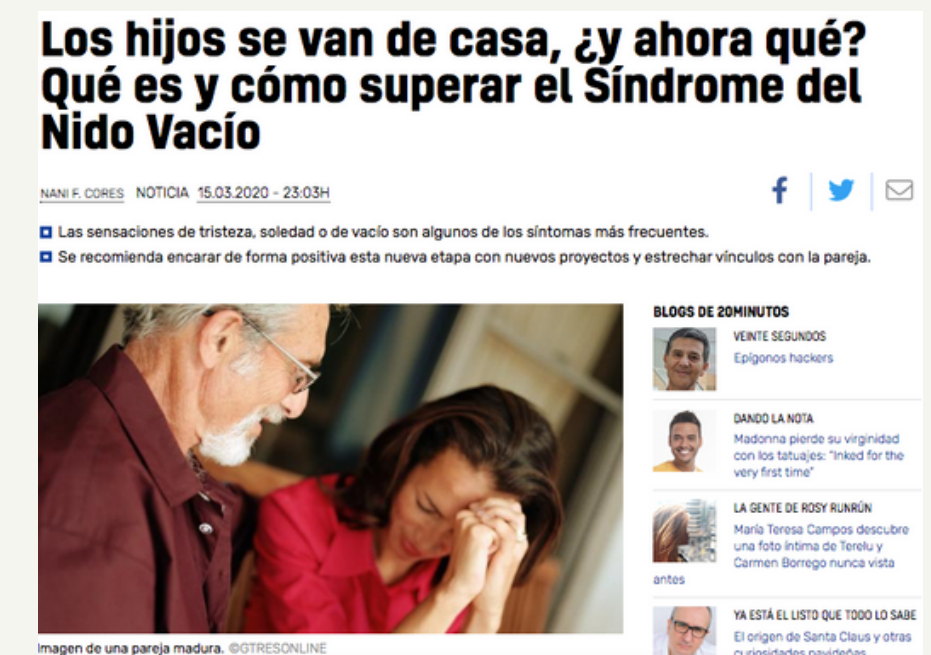 Los hijos se van de casa, ¿y ahora qué?
Qué es y cómo superar el Síndrome del
Nido Vacío
NANI F. CORES NOTICIA 15.03.2020 - 23:03H
Las sensaciones de tristeza, soledad o de vacío son algunos de los síntomas más frecuentes.
Se recomienda encarar de forma positiva esta nueva etapa con nuevos proyectos y estrechar vínculos con la pareja.
Imagen de una pareja madura. ©GTRESONLINE
BLOGS DE 20MINUTOS
VEINTE SEGUNDOS
Epígonos hackers
DANDO LA NOTA
Madonna pierde su virginidad
con los tatuajes: "Inked for the
very first time"
LA GENTE DE ROSY RUNRÚN
María Teresa Campos descubre
una foto íntima de Terelu y
Carmen Borrego nunca vista
antes
YA ESTÁ EL LISTO QUE TODO LO SABE
El origen de Santa Claus y otras
curiosidades navideñas